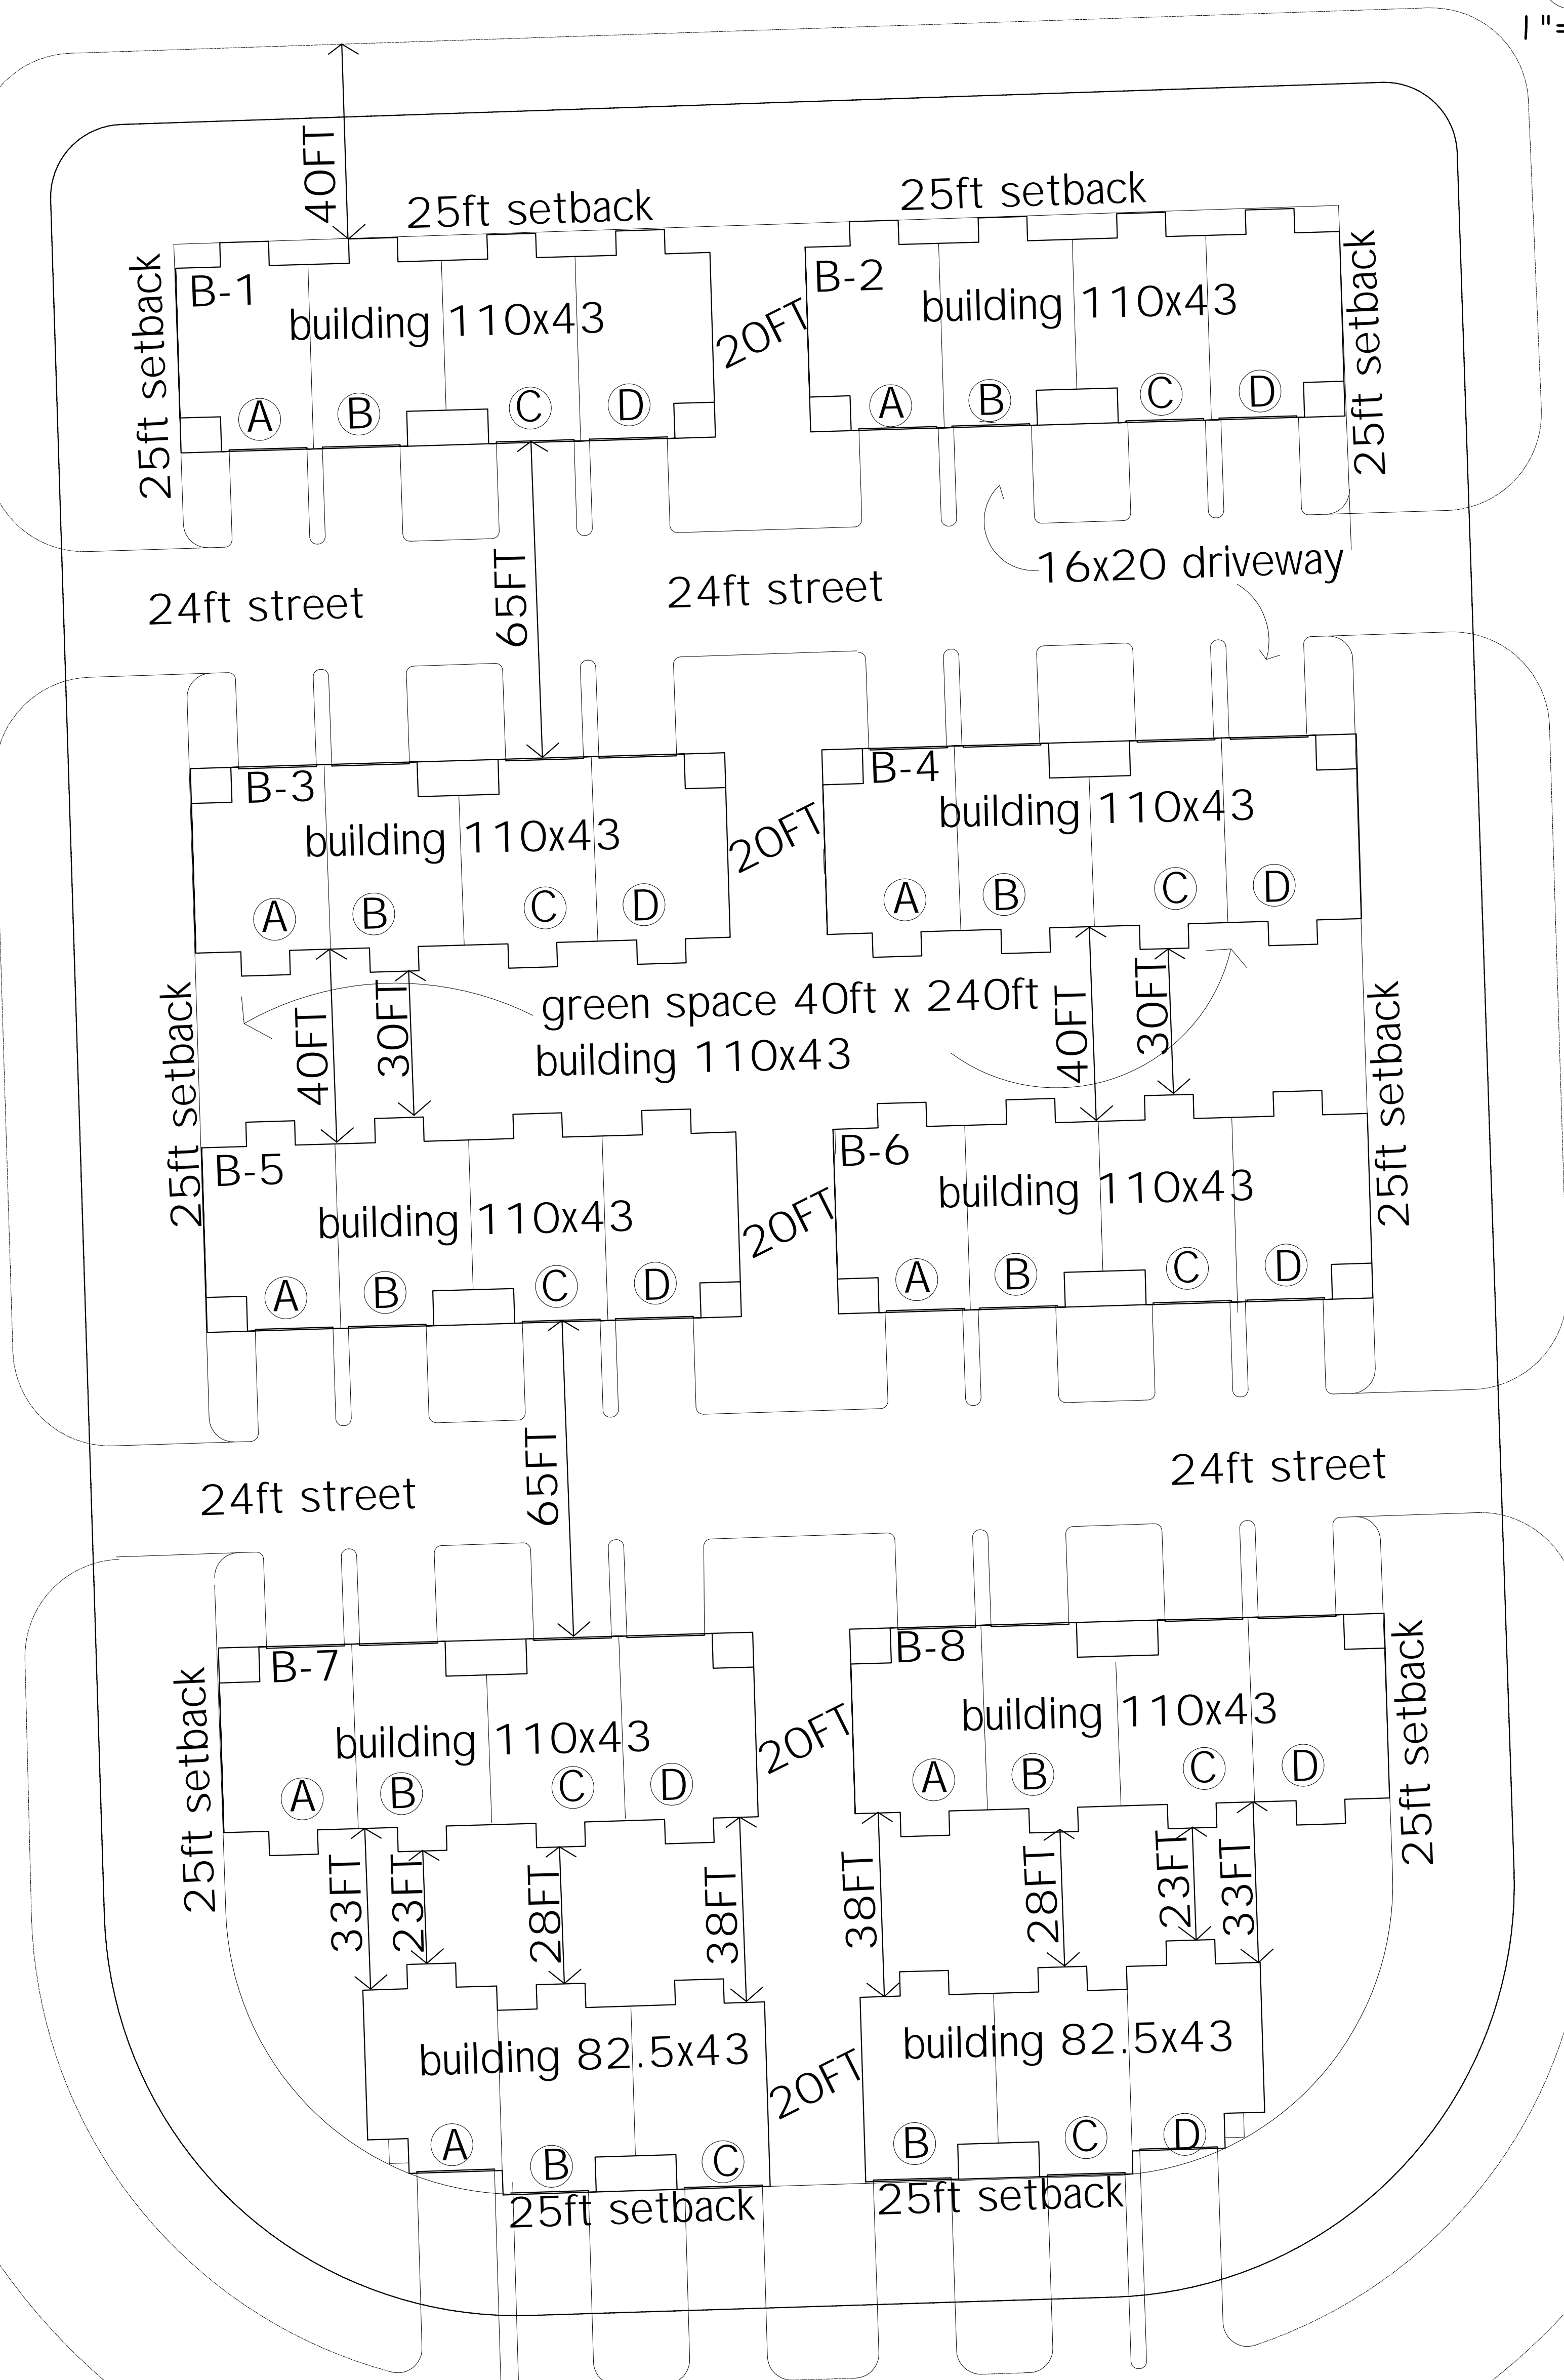 1"=
40FT
25ft setback
25ft setback
25ft setback
B-1
building 110x43
A
B
C
D
20FT
B-2
building 110x43
A
B
C
D
25ft setback
24ft street
65FT
24ft street
16x20 driveway
B-3
building 110x43
A
B
C
D
20FT
B-4
building 110x43
A
B
C
D
25ft setback
40FT
30FT
green space 40ft x 240ft
building 110x43
40FT
30FT
25ft setback
B-5
building 110x43
A
B
C
D
20FT
B-6
building 110x43
A
B
C
D
24ft street
65FT
24ft street
25ft setback
B-7
building 110x43
A
B
C
D
20FT
B-8
building 110x43
A
B
C
D
25ft setback
33FT
23FT
28FT
38FT
38FT
28FT
23FT
33FT
building 82.5x43
A
B
C
20FT
building 82.5x43
B
C
D
25ft setback
25ft setback